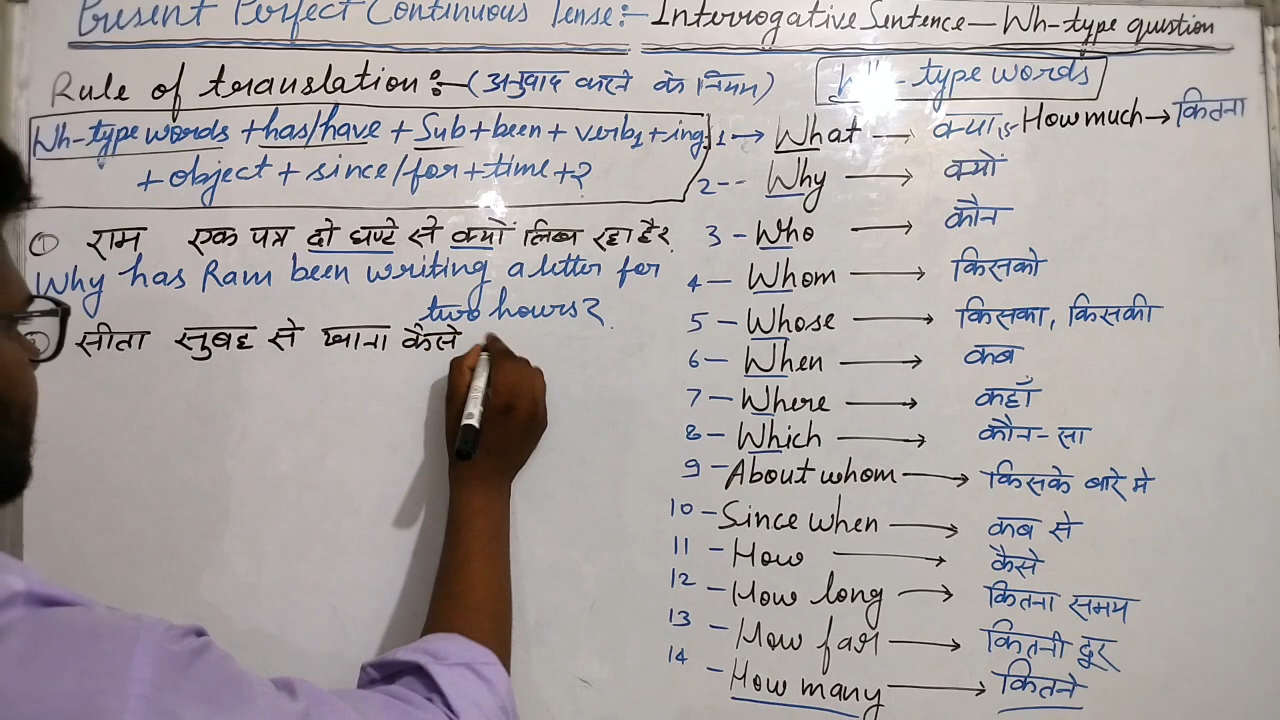 Present Perfect Continuous Tense:- Interrogative Sentence - Wh-type question
Rule of translation :- (अनुवाद करने के नियम)
Wh-type words + has/have + Sub + been + verb1 + ing
+ object + since/for + time + ?
① राम एक पत्र दो घण्टे से क्यों लिख रहा है?
Why has Ram been writing a letter for
two hours?
सीता सुबह से खाना कैसे
Wh - type words
1 → What → क्या 15- How much → कितना
2-- Why → क्यों
3 - Who → कौन
4 - Whom → किसको
5 - Whose → किसका, किसकी
6 - When → कब
7 - Where → कहाँ
8 - Which → कौन-सा
9 - About whom → किसके बारे मे
10 - Since when → कब से
11 - How → कैसे
12 - How long → कितना समय
13 - How far → कितनी दूर
14 - How many → कितने